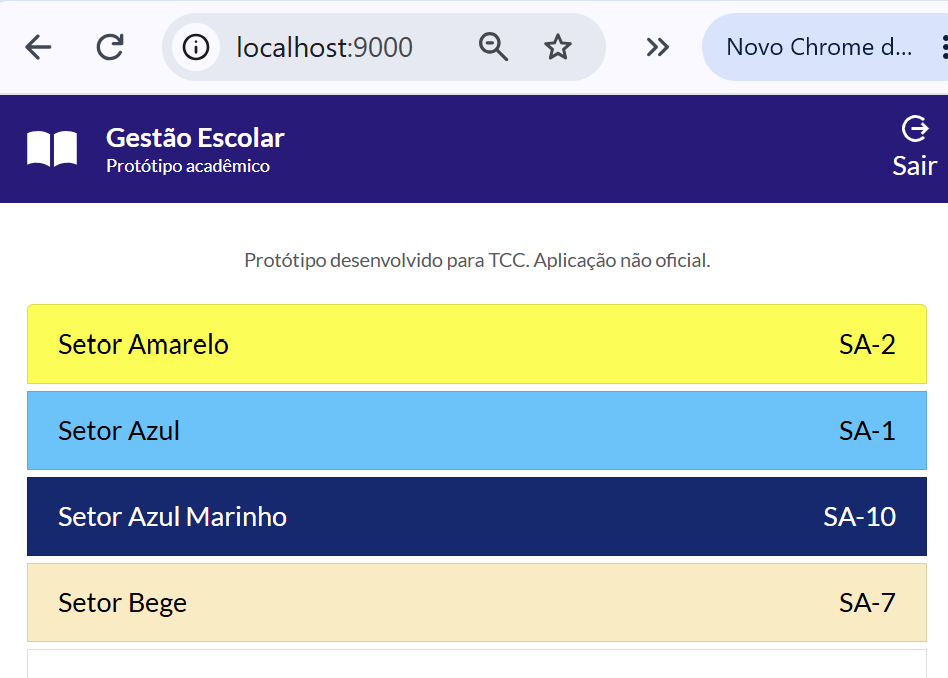 localhost:9000
Novo Chrome d...
Gestão Escolar
Protótipo acadêmico
Sair
Protótipo desenvolvido para TCC. Aplicação não oficial.
Setor Amarelo SA-2
Setor Azul SA-1
Setor Azul Marinho SA-10
Setor Bege SA-7